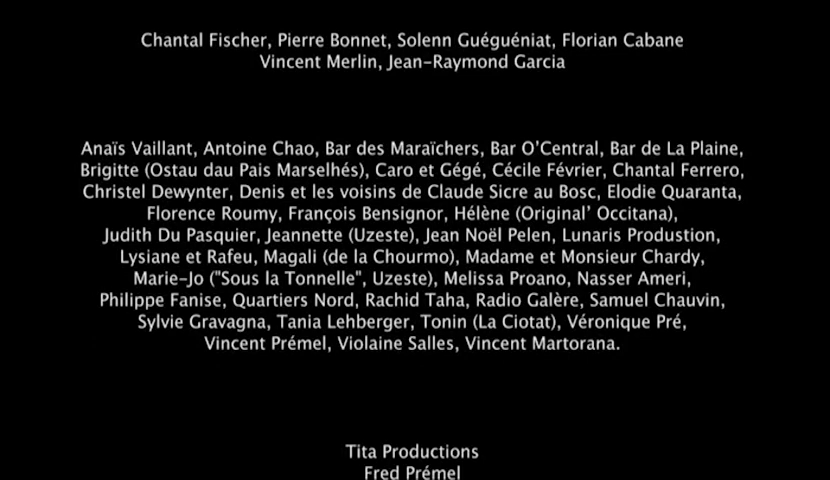 Chantal Fischer, Pierre Bonnet, Solenn Guéguéniat, Florian Cabane
Vincent Merlin, Jean-Raymond Garcia
Anaïs Vaillant, Antoine Chao, Bar des Maraîchers, Bar O'Central, Bar de La Plaine,
Brigitte (Ostau dau Pais Marselhés), Caro et Gégé, Cécile Février, Chantal Ferrero,
Christel Dewynter, Denis et les voisins de Claude Sicre au Bosc, Elodie Quaranta,
Florence Roumy, François Bensignor, Hélène (Original' Occitana),
Judith Du Pasquier, Jeannette (Uzeste), Jean Noël Pelen, Lunaris Produstion,
Lysiane et Rafeu, Magali (de la Chourmo), Madame et Monsieur Chardy,
Marie-Jo ("Sous la Tonnelle", Uzeste), Melissa Proano, Nasser Ameri,
Philippe Fanise, Quartiers Nord, Rachid Taha, Radio Galère, Samuel Chauvin,
Sylvie Gravagna, Tania Lehberger, Tonin (La Ciotat), Véronique Pré,
Vincent Prémel, Violaine Salles, Vincent Martorana.
Tita Productions
Fred Prémel